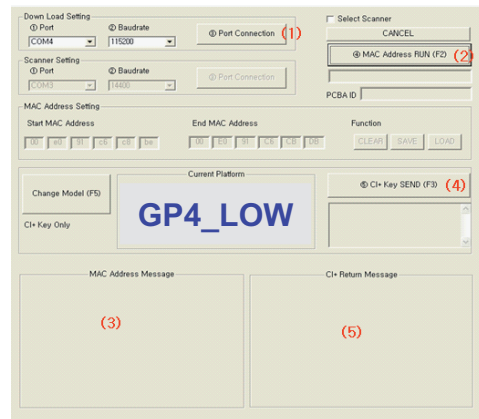 Down Load Setting
① Port ② Baudrate
COM4 115200 ③ Port Connection (1)
Select Scanner
CANCEL
④ MAC Address RUN (F2) (2)
Scanner Setting
① Port ② Baudrate
COM3 14400 ③ Port Connection
PCBA ID
MAC Address Setting
Start MAC Address End MAC Address Function
00 e0 91 c6 c8 be 00 E0 91 C6 CB DB CLEAR SAVE LOAD
Current Platform
Change Model (F5)
GP4_LOW
⑤ CI+ Key SEND (F3) (4)
CI+ Key Only
MAC Address Message CI+ Return Message
(3) (5)